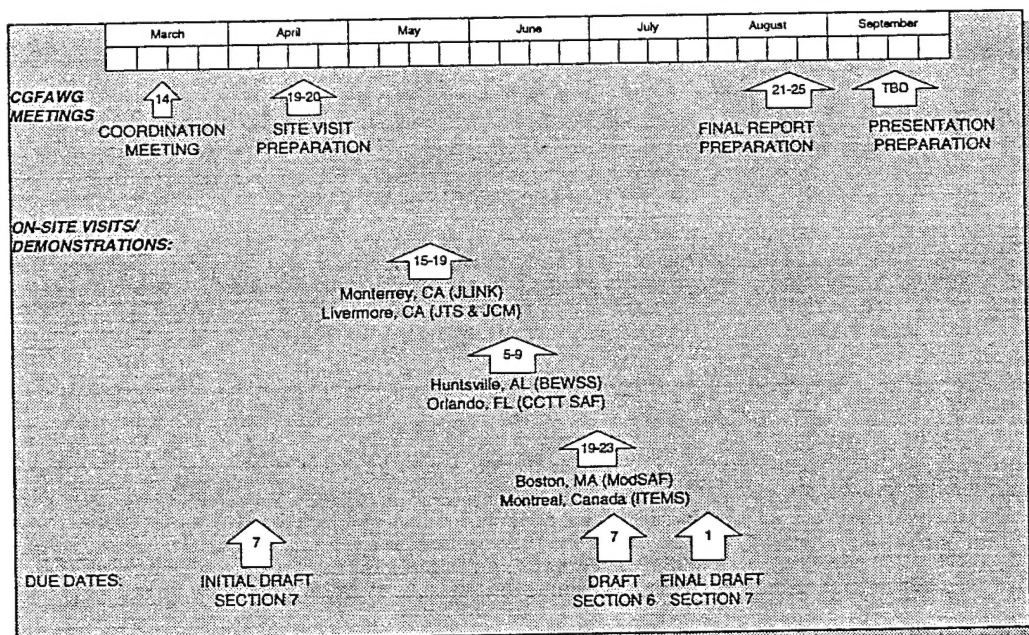 March April May June July August September
CGFAWG
MEETINGS
14 19-20 21-25 TBD
COORDINATION
MEETING
SITE VISIT
PREPARATION
FINAL REPORT
PREPARATION
PRESENTATION
PREPARATION
ON-SITE VISITS/
DEMONSTRATIONS:
15-19
Monterrey, CA (JLINK)
Livermore, CA (JTS & JCM)
5-9
Huntsville, AL (BEWSS)
Orlando, FL (CCTT SAF)
19-23
Boston, MA (ModSAF)
Montreal, Canada (ITEMS)
DUE DATES:
7
INITIAL DRAFT
SECTION 7
7
DRAFT
SECTION 6
1
FINAL DRAFT
SECTION 7